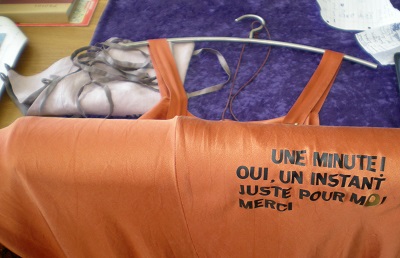 UNE MINUTE!
OUI, UN INSTANT
JUSTE POUR MOI
MERCI